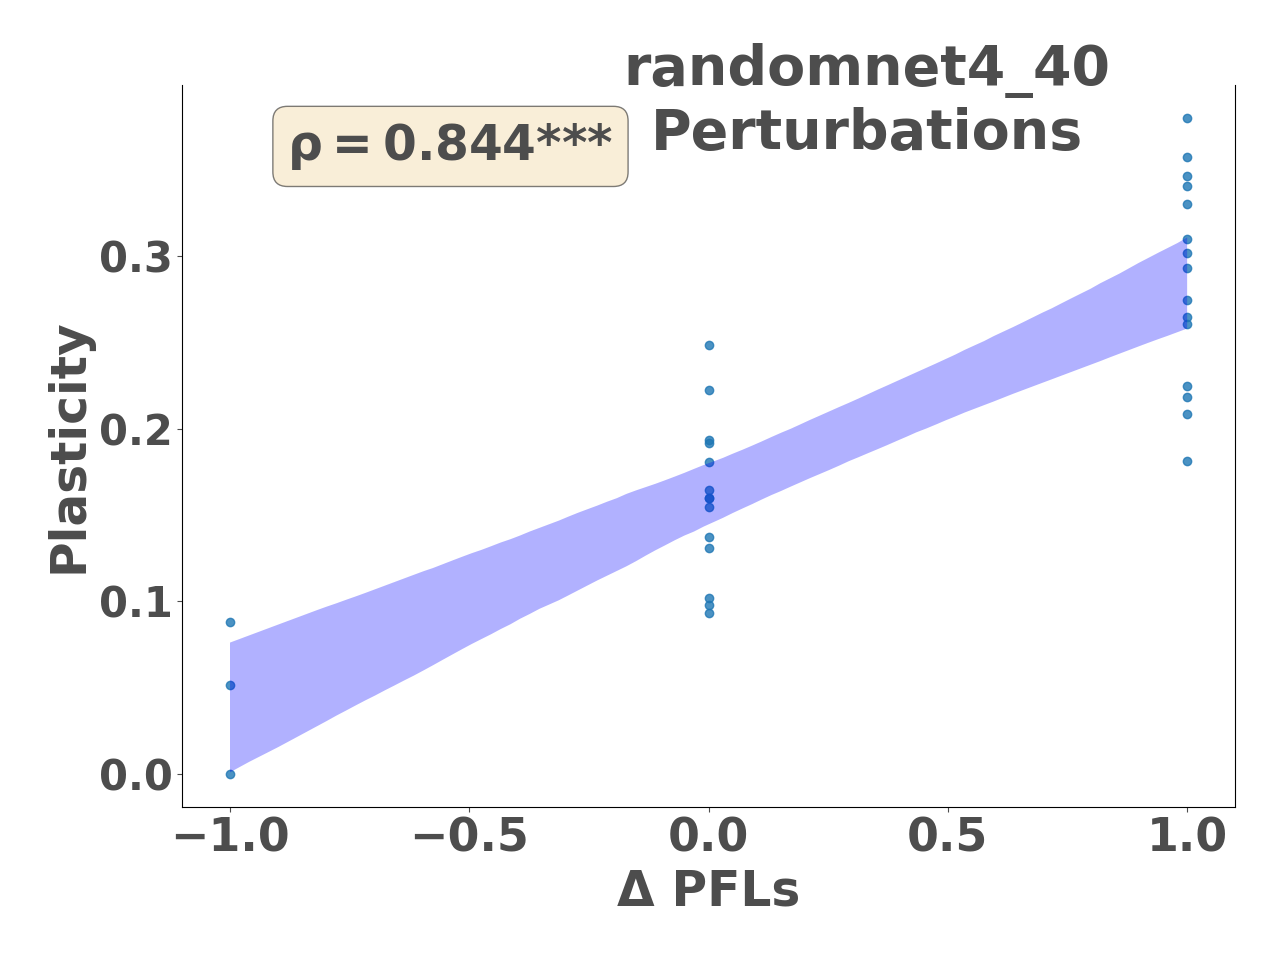 randomnet4_40
Perturbations
ρ = 0.844***
Plasticity
0.3
0.2
0.1
0.0
−1.0
−0.5
0.0
0.5
1.0
Δ PFLs